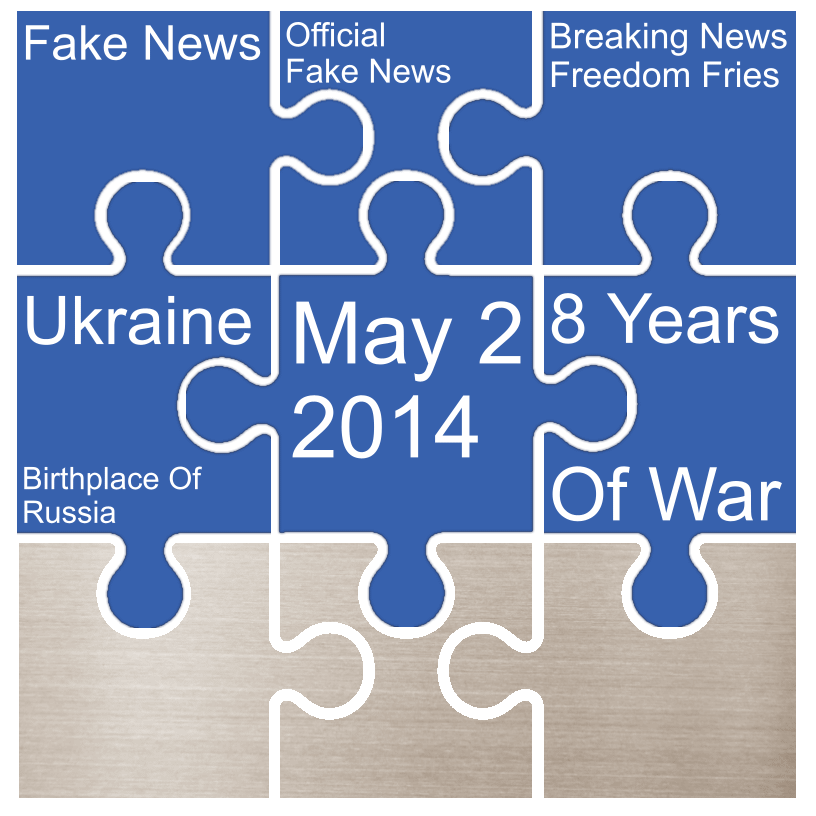 Fake News
Official
Fake News
Breaking News
Freedom Fries
Ukraine
Birthplace Of
Russia
May 2
2014
8 Years
Of War